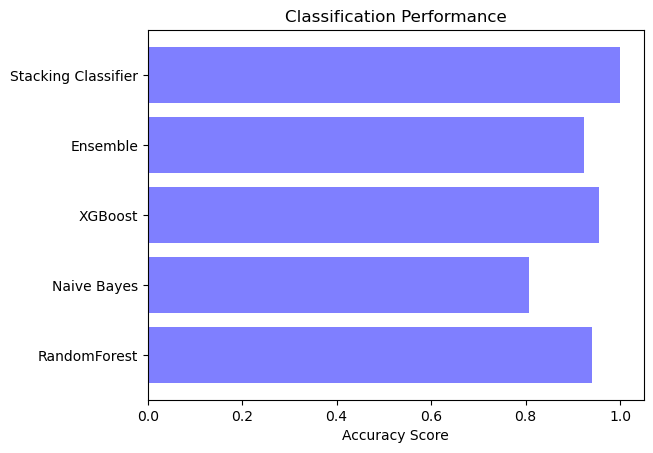 Classification Performance
Stacking Classifier
Ensemble
XGBoost
Naive Bayes
RandomForest
0.0 0.2 0.4 0.6 0.8 1.0
Accuracy Score